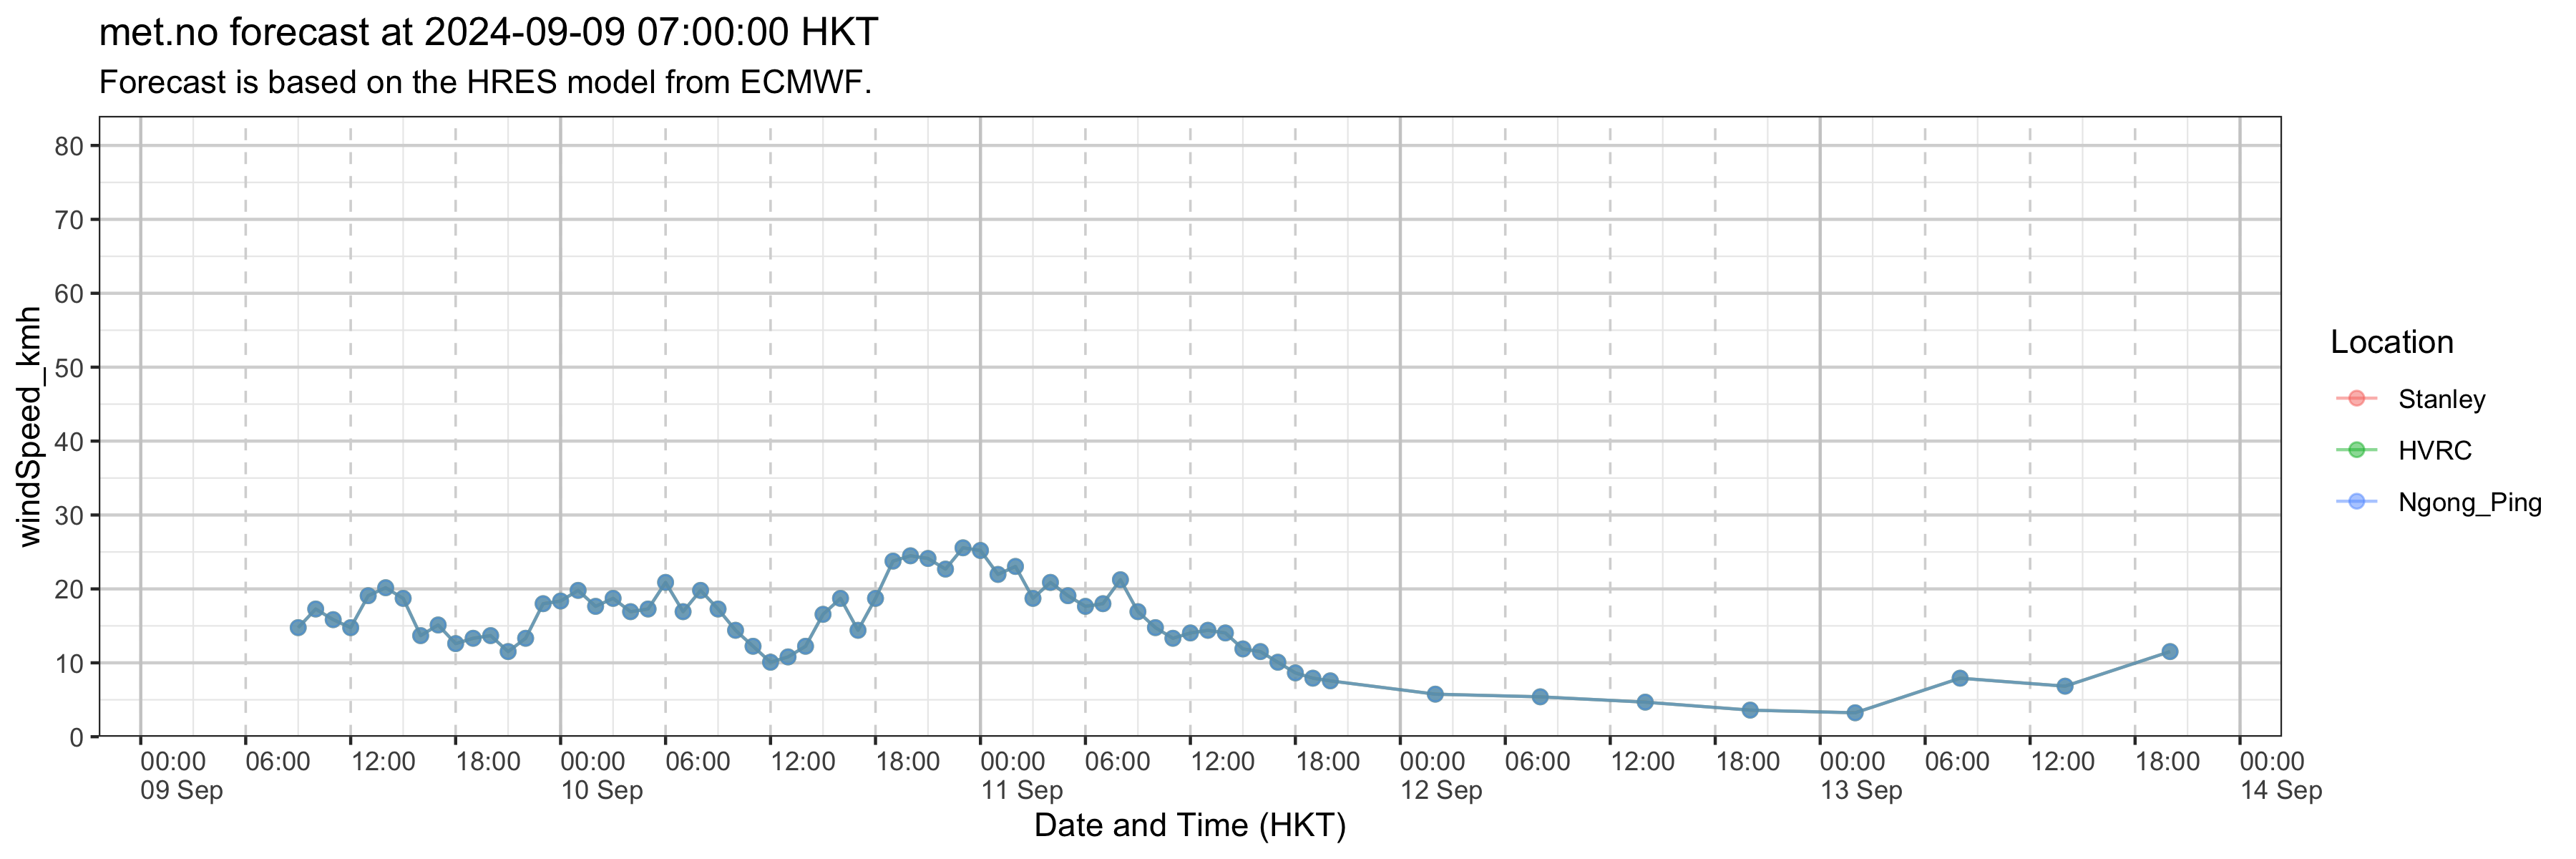 met.no forecast at 2024-09-09 07:00:00 HKT
Forecast is based on the HRES model from ECMWF.
80
70
60
50
40
30
20
10
0
windSpeed_kmh
00:00 06:00 12:00 18:00 00:00 06:00 12:00 18:00 00:00 06:00 12:00 18:00 00:00 06:00 12:00 18:00 00:00 06:00 12:00 18:00 00:00
09 Sep 10 Sep 11 Sep 12 Sep 13 Sep 14 Sep
Date and Time (HKT)
Location
Stanley
HVRC
Ngong_Ping